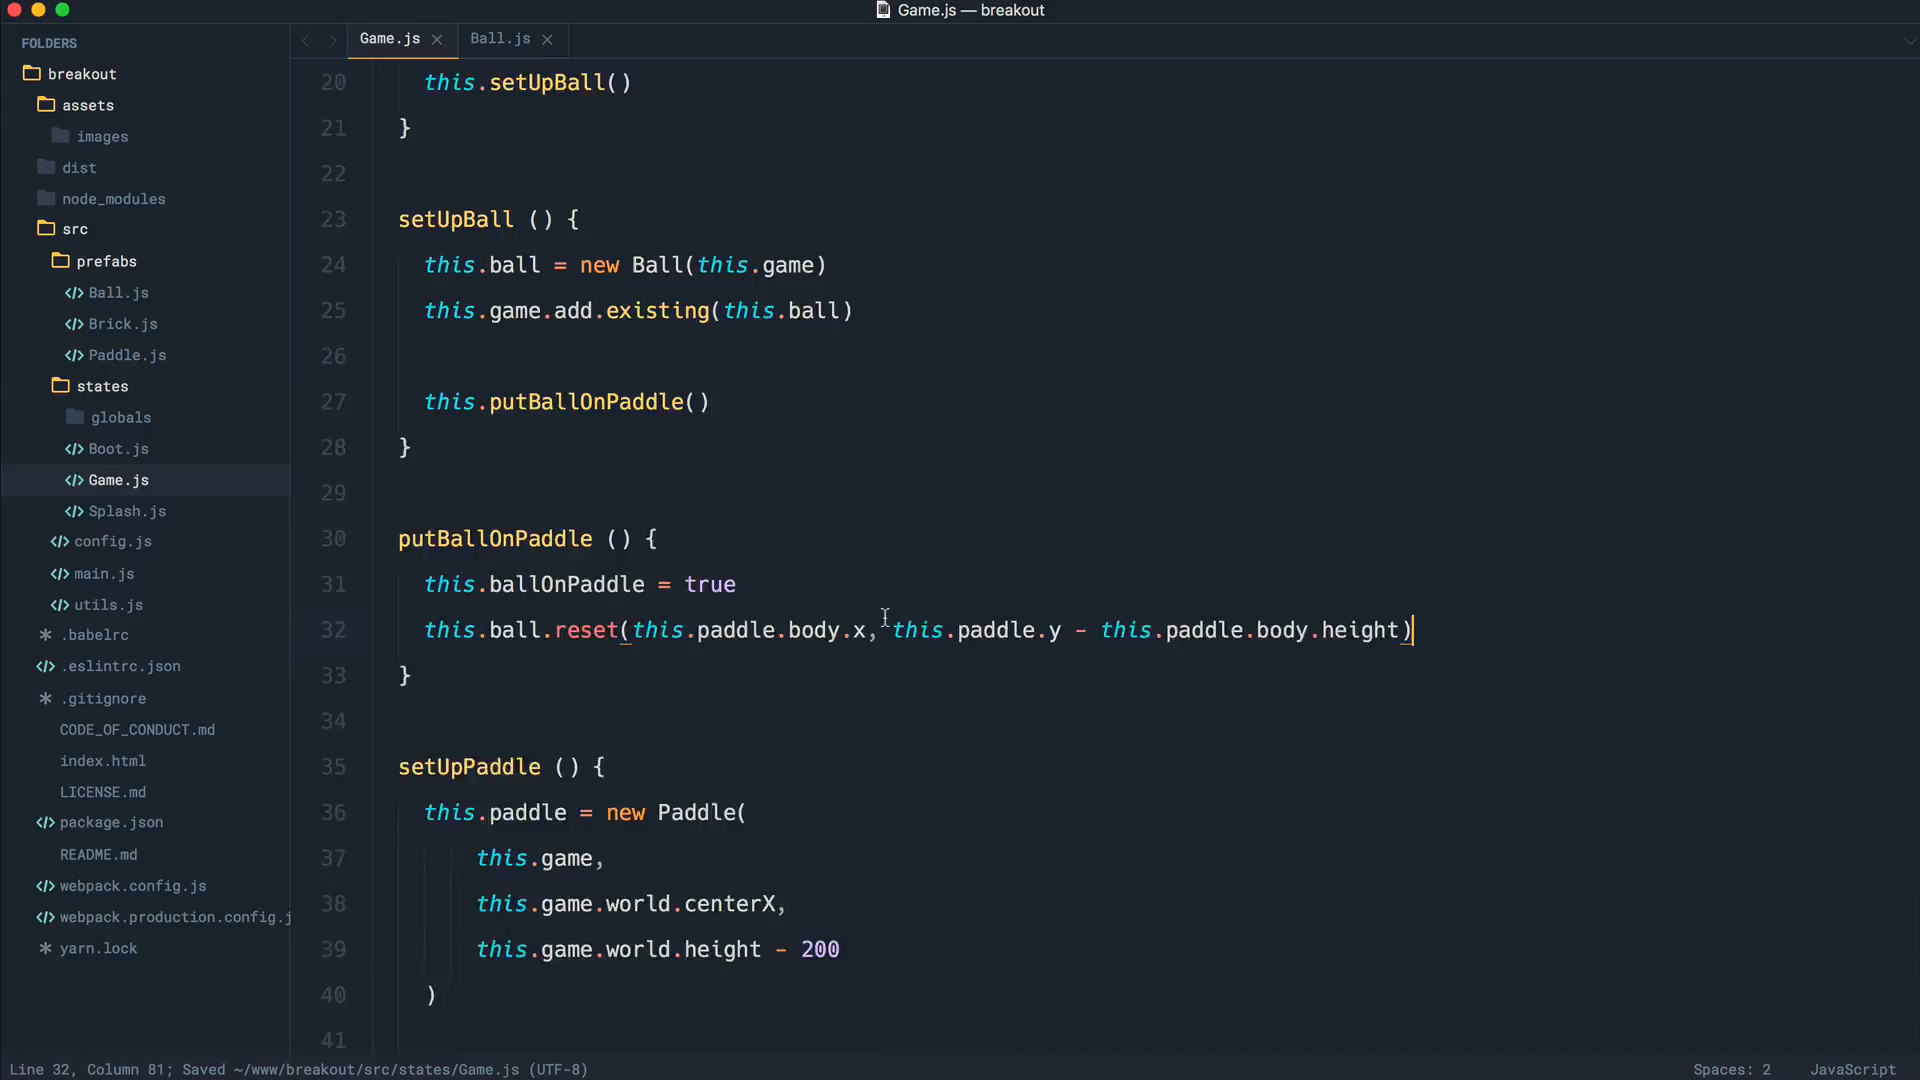 Game.js — breakout
FOLDERS
breakout
assets
images
dist
node_modules
src
prefabs
Ball.js
Brick.js
Paddle.js
states
globals
Boot.js
Game.js
Splash.js
config.js
main.js
utils.js
.babelrc
.eslintrc.json
.gitignore
CODE_OF_CONDUCT.md
index.html
LICENSE.md
package.json
README.md
webpack.config.js
webpack.production.config.j
yarn.lock
Game.js Ball.js
20 this.setUpBall()
21 }
22
23 setUpBall () {
24 this.ball = new Ball(this.game)
25 this.game.add.existing(this.ball)
26
27 this.putBallOnPaddle()
28 }
29
30 putBallOnPaddle () {
31 this.ballOnPaddle = true
32 this.ball.reset(this.paddle.body.x, this.paddle.y - this.paddle.body.height)
33 }
34
35 setUpPaddle () {
36 this.paddle = new Paddle(
37 this.game,
38 this.game.world.centerX,
39 this.game.world.height - 200
40 )
41
Line 32, Column 81; Saved ~/www/breakout/src/states/Game.js (UTF-8) Spaces: 2 JavaScript